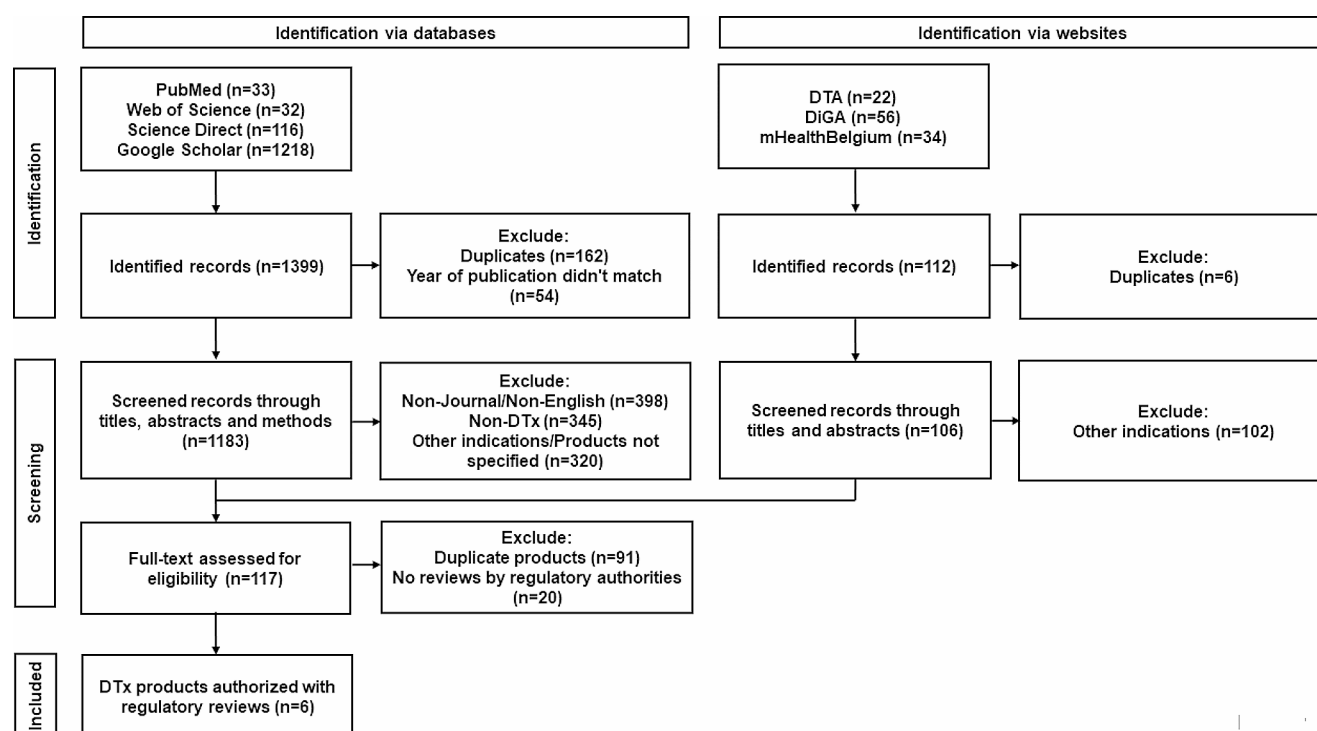 Identification via databases
Identification via websites
Identification
PubMed (n=33)
Web of Science (n=32)
Science Direct (n=116)
Google Scholar (n=1218)
DTA (n=22)
DiGA (n=56)
mHealthBelgium (n=34)
Identified records (n=1399)
Exclude:
Duplicates (n=162)
Year of publication didn't match
(n=54)
Identified records (n=112)
Exclude:
Duplicates (n=6)
Screening
Screened records through
titles, abstracts and methods
(n=1183)
Exclude:
Non-Journal/Non-English (n=398)
Non-DTx (n=345)
Other indications/Products not
specified (n=320)
Screened records through
titles and abstracts (n=106)
Exclude:
Other indications (n=102)
Full-text assessed for
eligibility (n=117)
Exclude:
Duplicate products (n=91)
No reviews by regulatory authorities
(n=20)
Included
DTx products authorized with
regulatory reviews (n=6)